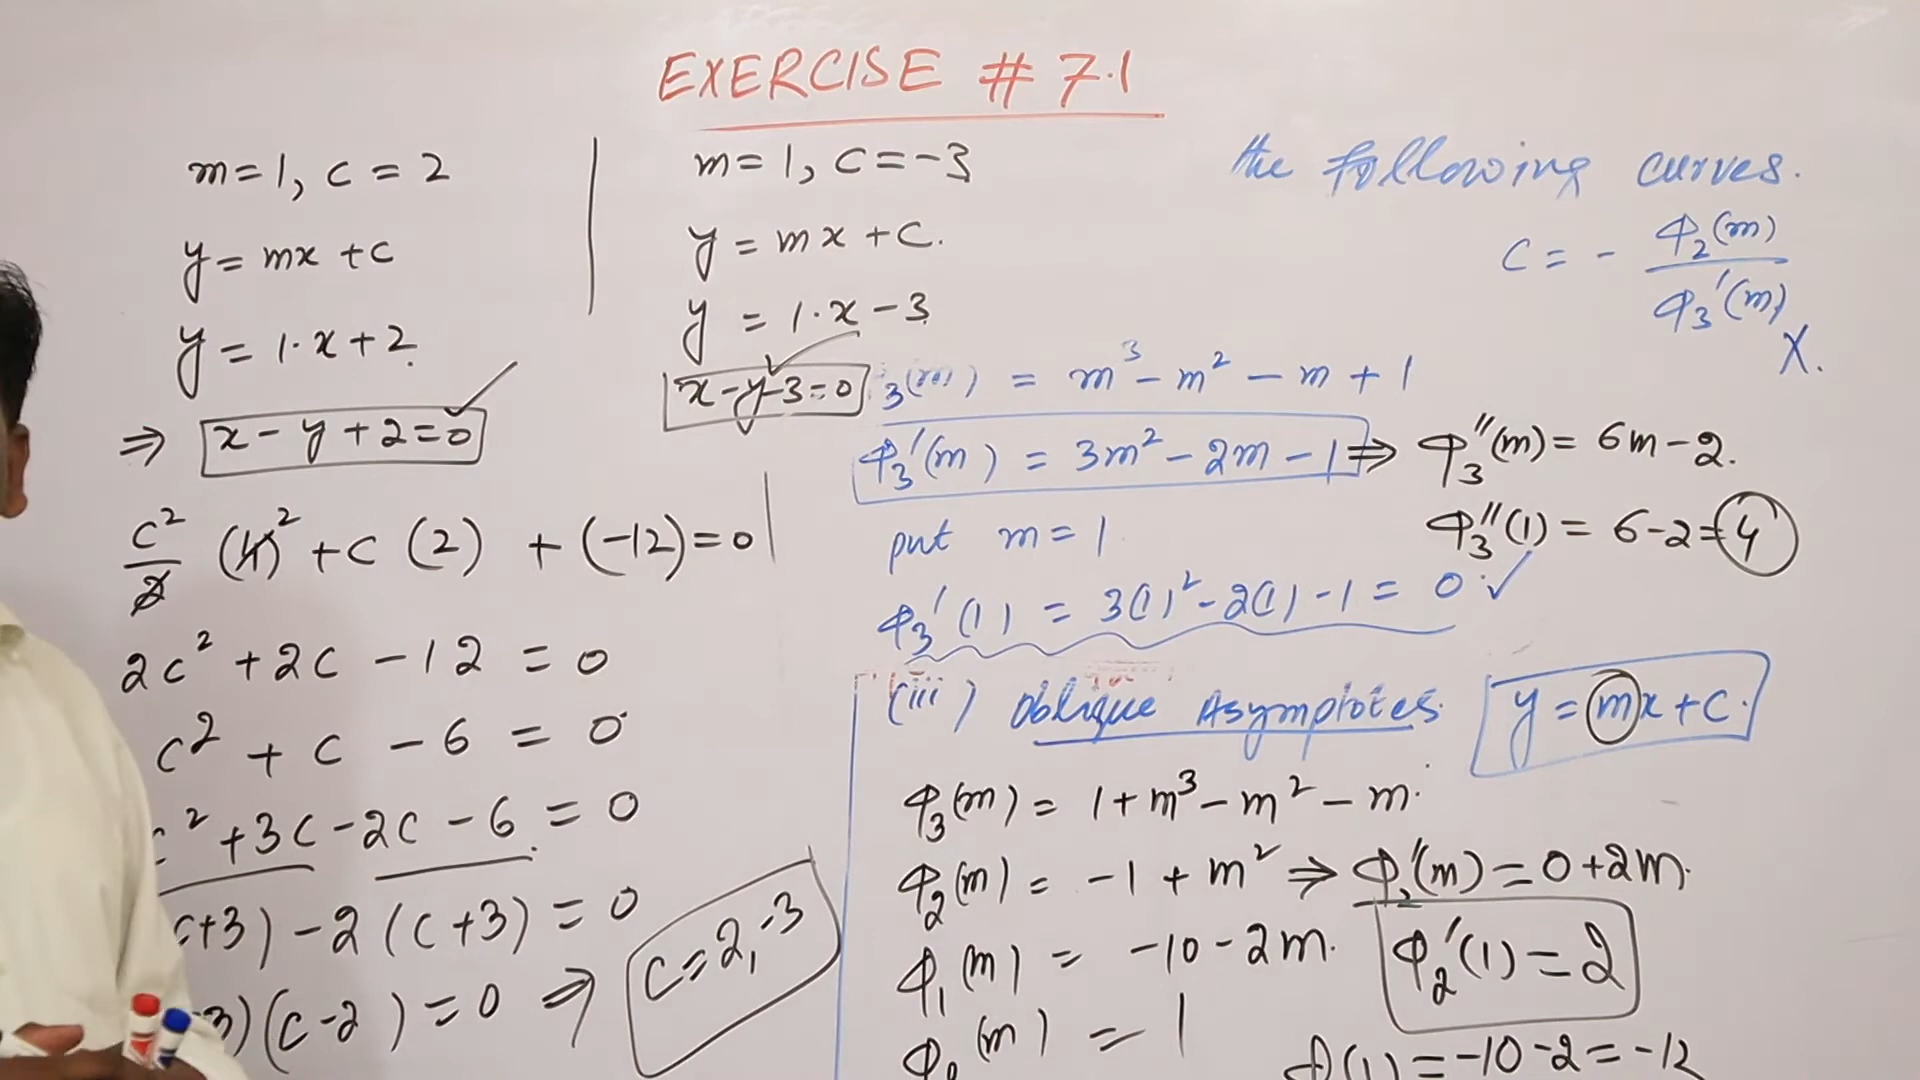 EXERCISE # 7.1
m=1, c = 2
y = mx + c
y = 1·x+2.
⇒ x - y + 2 = 0
m = 1, c = -3
y = mx + c.
y = 1·x - 3
x - y - 3 = 0
the following curves.
c = - φ₂(m) / φ₃'(m)
X.
₃(m) = m³ - m² - m + 1
φ₃'(m) = 3m² - 2m - 1 ⇒ φ₃''(m) = 6m - 2.
put m = 1
φ₃''(1) = 6-2 = 4
φ₃'(1) = 3(1)² - 2(1) - 1 = 0 ✓
c²/2 (4)² + c (2) + (-12) = 0
2c² + 2c - 12 = 0
c² + c - 6 = 0
c² + 3c - 2c - 6 = 0
c+3) - 2 (c+3) = 0
3)(c-2) = 0 ⇒ c = 2, -3
(iii) Oblique Asymptotes. y = mx + c.
φ₃(m) = 1 + m³ - m² - m.
φ₂(m) = -1 + m² ⇒ φ₂'(m) = 0 + 2m.
φ₂'(1) = 2
φ₁(m) = -10 - 2m.
φ₀(m) = 1
(1) = -10 - 2 = -12